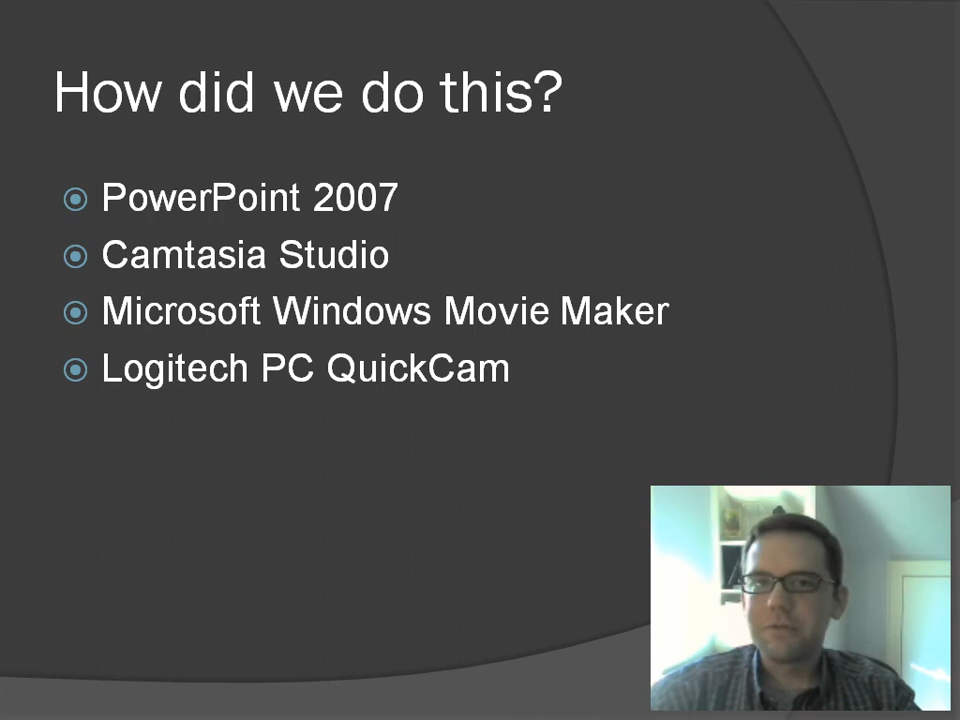 How did we do this?
PowerPoint 2007
Camtasia Studio
Microsoft Windows Movie Maker
Logitech PC QuickCam